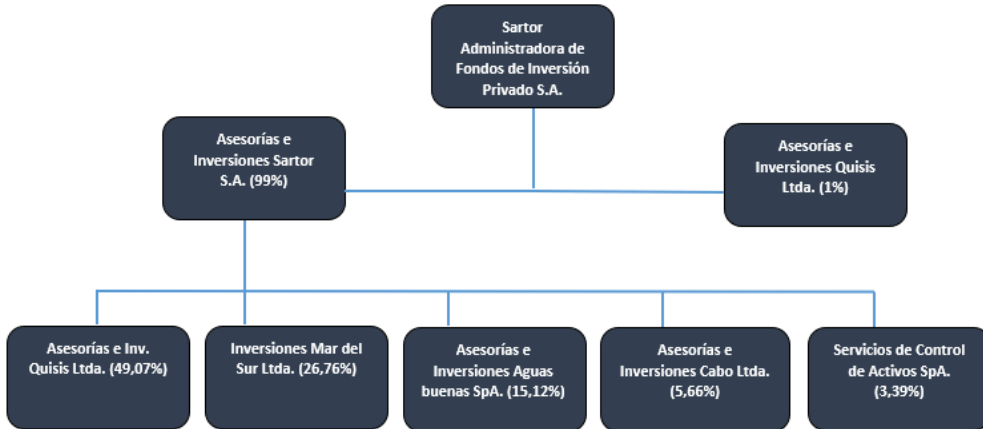 Sartor
Administradora de
Fondos de Inversión
Privado S.A.
Asesorías e
Inversiones Sartor
S.A. (99%)
Asesorías e
Inversiones Quisis
Ltda. (1%)
Asesorías e Inv.
Quisis Ltda. (49,07%)
Inversiones Mar del
Sur Ltda. (26,76%)
Asesorías e
Inversiones Aguas
buenas SpA. (15,12%)
Asesorías e
Inversiones Cabo Ltda.
(5,66%)
Servicios de Control
de Activos SpA.
(3,39%)